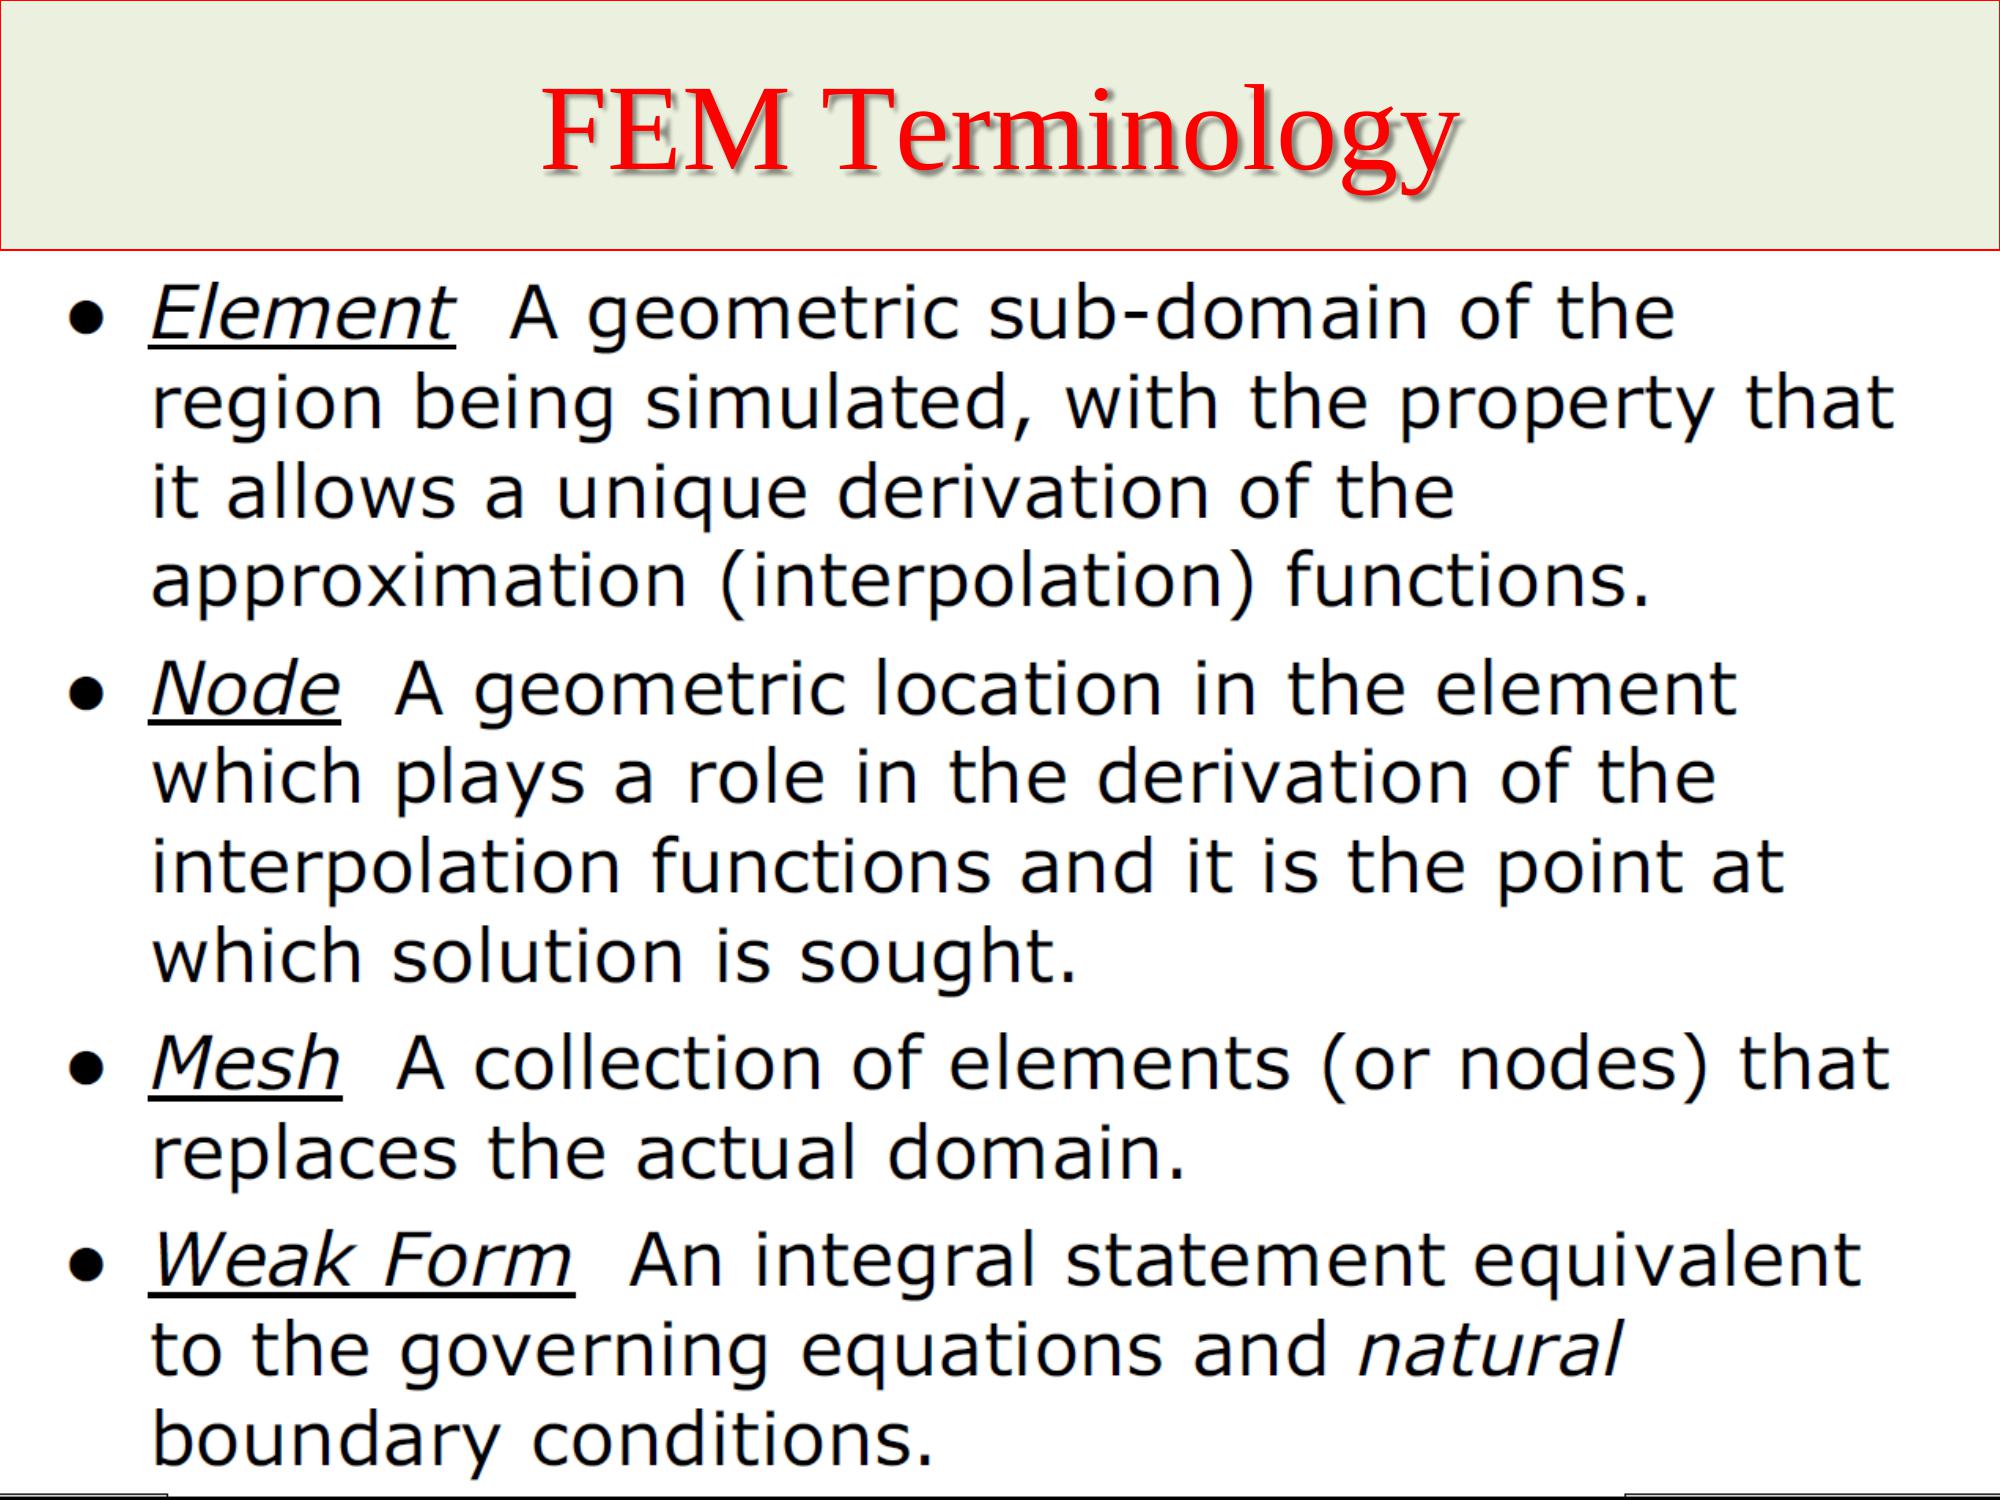 FEM Terminology
● Element A geometric sub-domain of the
region being simulated, with the property that
it allows a unique derivation of the
approximation (interpolation) functions.
● Node A geometric location in the element
which plays a role in the derivation of the
interpolation functions and it is the point at
which solution is sought.
● Mesh A collection of elements (or nodes) that
replaces the actual domain.
● Weak Form An integral statement equivalent
to the governing equations and natural
boundary conditions.